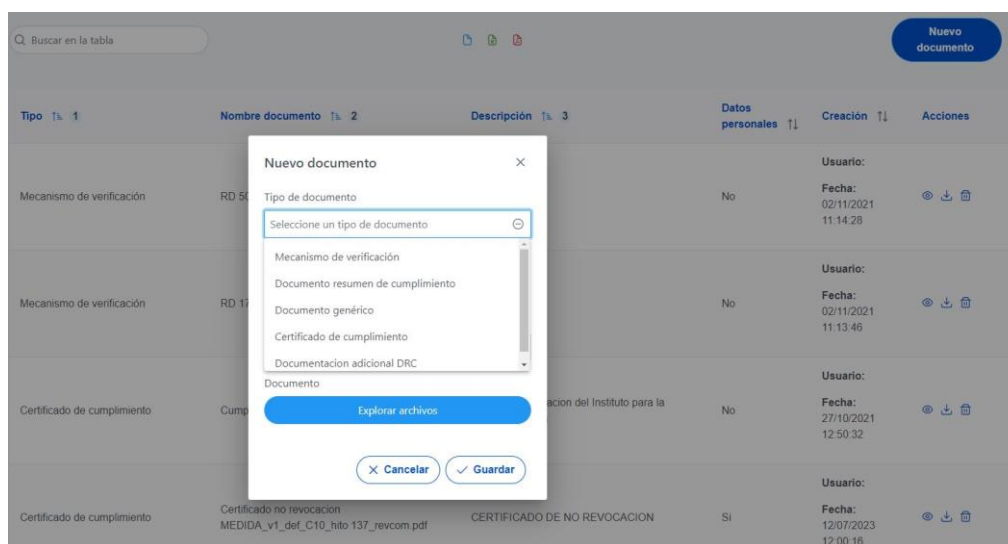 Buscar en la tabla
Nuevo
documento
Tipo 1
Nombre documento 2
Descripción 3
Datos
personales
Creación
Acciones
Nuevo documento
Tipo de documento
Seleccione un tipo de documento
Mecanismo de verificación
Documento resumen de cumplimiento
Documento genérico
Certificado de cumplimiento
Documentacion adicional DRC
Documento
Explorar archivos
Cancelar
Guardar
Mecanismo de verificación
RD
No
Usuario:
Fecha:
02/11/2021
11:14:28
Mecanismo de verificación
RD
No
Usuario:
Fecha:
02/11/2021
11:13:46
Certificado de cumplimiento
del Instituto para la
No
Usuario:
Fecha:
27/10/2021
12:50:32
Certificado de cumplimiento
Certificado no revocacion
MEDIDA_v1_def_C10_hito 137_revcom.pdf
CERTIFICADO DE NO REVOCACION
Si
Usuario:
Fecha:
12/07/2023
12:00:16